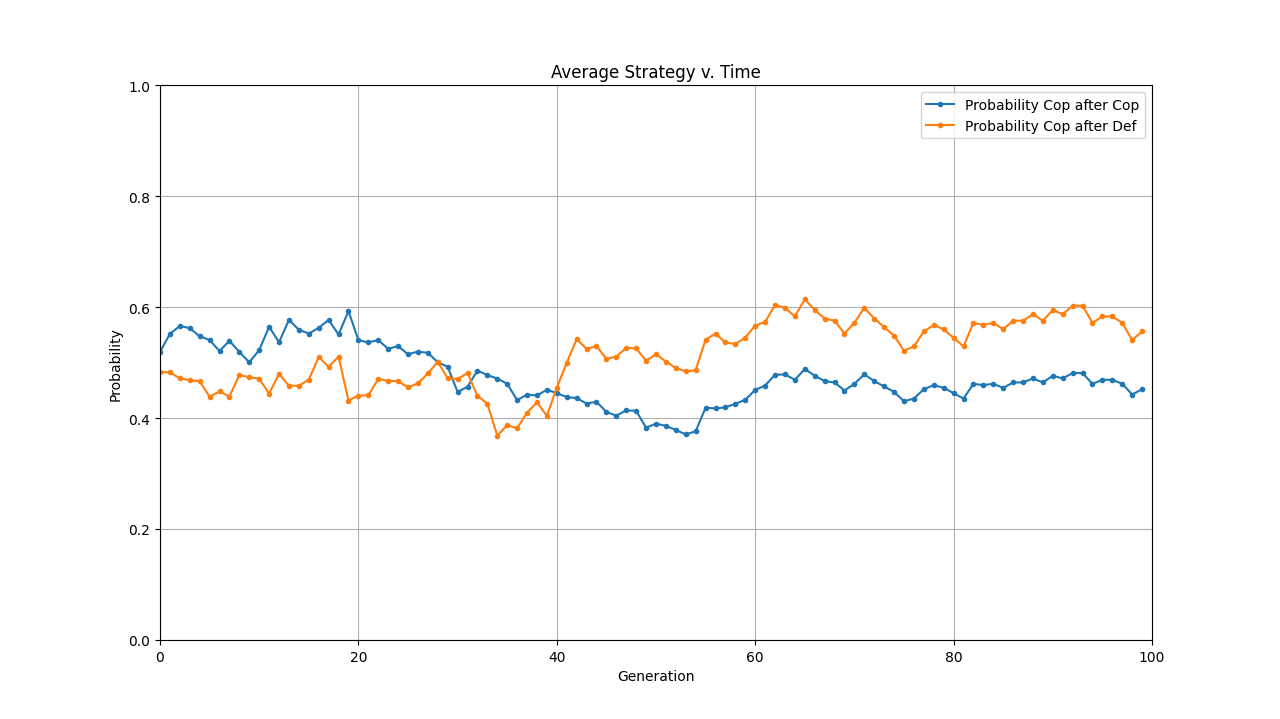 Average Strategy v. Time
Probability Cop after Cop
Probability Cop after Def
Probability
1.0
0.8
0.6
0.4
0.2
0.0
0
20
40
60
80
100
Generation